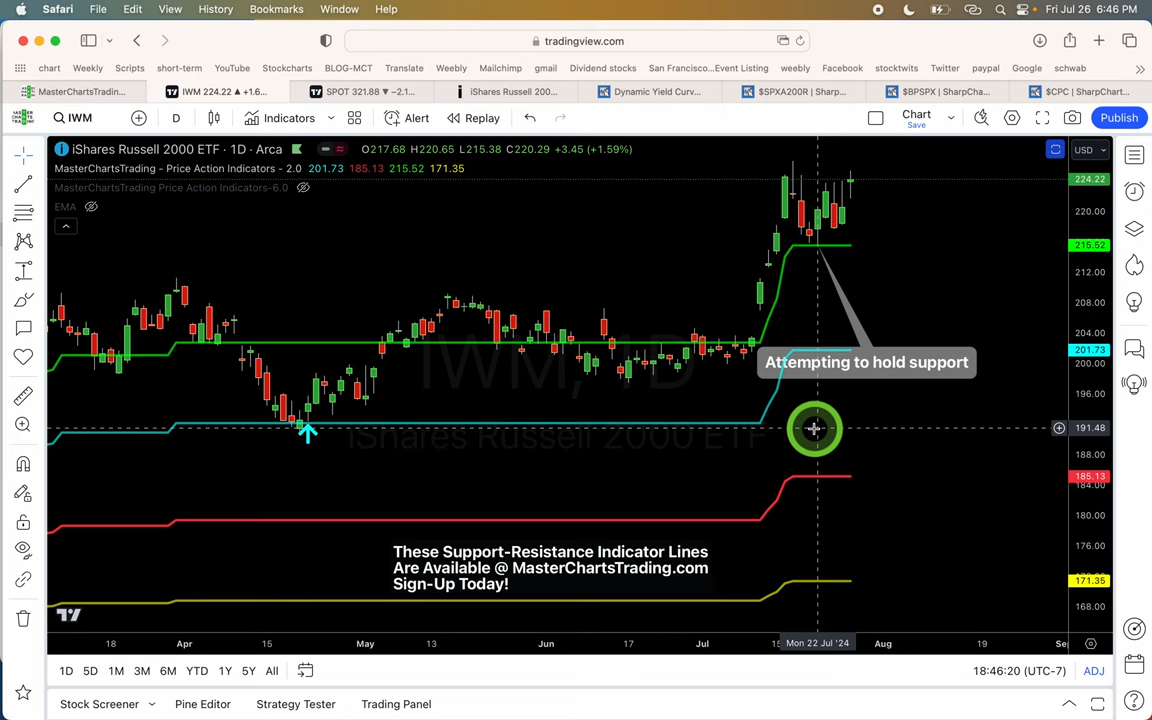 Safari File Edit View History Bookmarks Window Help Fri Jul 26 6:46 PM
tradingview.com
chart Weekly Scripts short-term YouTube Stockcharts BLOG-MCT Translate Weebly Mailchimp gmail Dividend stocks San Francisco...Event Listing weebly Facebook stocktwits Twitter paypal Google schwab
MasterChartsTradin... IWM 224.22 ▲ +1.6... SPOT 321.88 ▼ −2.1... iShares Russell 200... Dynamic Yield Curv... $SPXA200R | Sharp... $BPSPX | SharpCha... $CPC | SharpChart...
IWM D Indicators Alert Replay Chart Save Publish
iShares Russell 2000 ETF · 1D · Arca O217.68 H220.65 L215.38 C220.29 +3.45 (+1.59%) USD
MasterChartsTrading - Price Action Indicators - 2.0 201.73 185.13 215.52 171.35
MasterChartsTrading Price Action Indicators-6.0
EMA
224.22
220.00
215.52
212.00
208.00
204.00
201.73
200.00
196.00
191.48
188.00
185.13
184.00
180.00
176.00
171.35
168.00
Attempting to hold support
IWM, 1D
iShares Russell 2000 ETF
These Support-Resistance Indicator Lines
Are Available @ MasterChartsTrading.com
Sign-Up Today!
18 Apr 15 May 13 Jun 17 Jul 15 Mon 22 Jul '24 Aug 19
1D 5D 1M 3M 6M YTD 1Y 5Y All 18:46:20 (UTC-7) ADJ
Stock Screener Pine Editor Strategy Tester Trading Panel